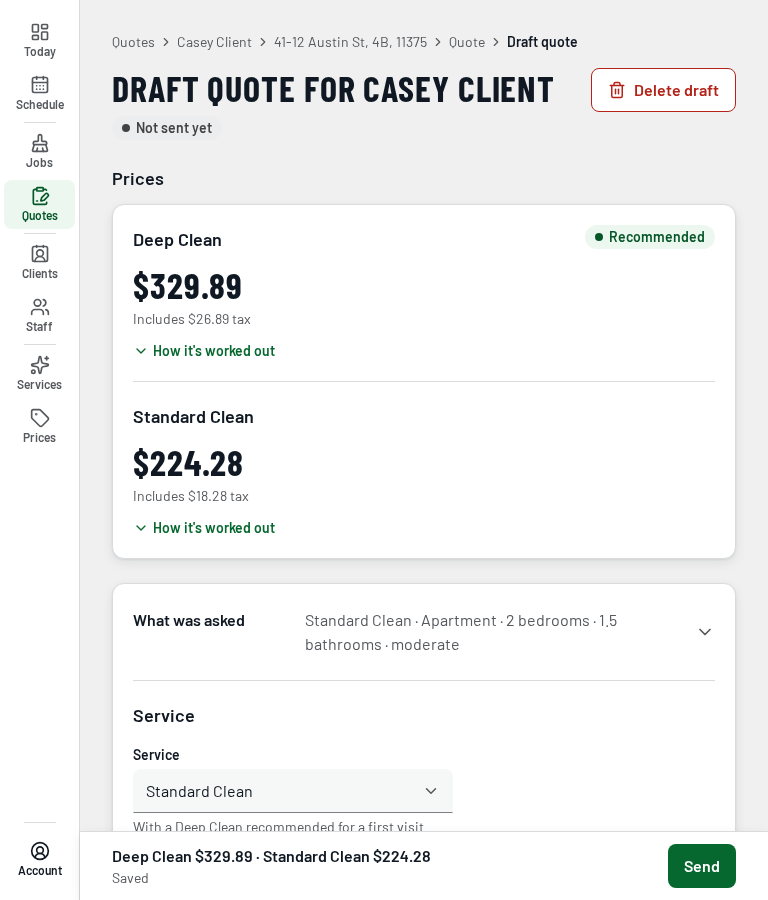 Today
Schedule
Jobs
Quotes
Clients
Staff
Services
Prices
Account
Quotes > Casey Client > 41-12 Austin St, 4B, 11375 > Quote > Draft quote
DRAFT QUOTE FOR CASEY CLIENT
Delete draft
Not sent yet
Prices
Deep Clean
Recommended
$329.89
Includes $26.89 tax
How it's worked out
Standard Clean
$224.28
Includes $18.28 tax
How it's worked out
What was asked
Standard Clean · Apartment · 2 bedrooms · 1.5
bathrooms · moderate
Service
Service
Standard Clean
With a Deep Clean recommended for a first visit
Deep Clean $329.89 · Standard Clean $224.28
Saved
Send